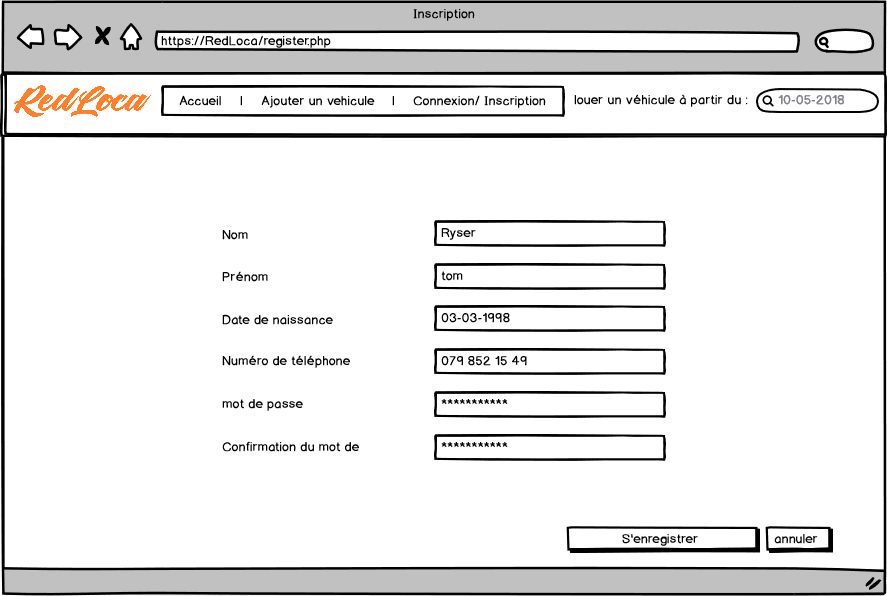 Inscription
https://RedLoca/register.php
RedLoca
Accueil | Ajouter un vehicule | Connexion/ Inscription
louer un véhicule à partir du : 10-05-2018
Nom Ryser
Prénom tom
Date de naissance 03-03-1998
Numéro de téléphone 079 852 15 49
mot de passe ***********
Confirmation du mot de ***********
S'enregistrer annuler